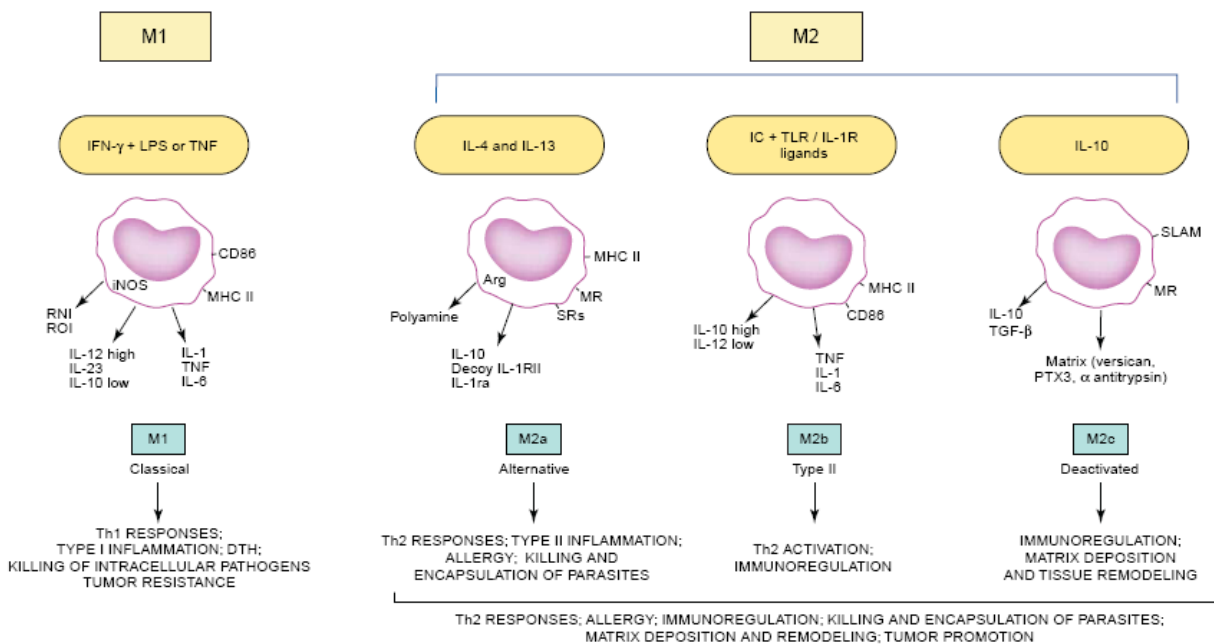 M1
M2
IFN-γ + LPS or TNF
IL-4 and IL-13
IC + TLR / IL-1R
ligands
IL-10
CD86
MHC II
iNOS
RNI
ROI
IL-12 high
IL-23
IL-10 low
IL-1
TNF
IL-6
MHC II
MR
SRs
Arg
Polyamine
IL-10
Decoy IL-1RII
IL-1ra
MHC II
CD86
IL-10 high
IL-12 low
TNF
IL-1
IL-6
SLAM
MR
IL-10
TGF-β
Matrix (versican,
PTX3, α antitrypsin)
M1
Classical
M2a
Alternative
M2b
Type II
M2c
Deactivated
Th1 RESPONSES;
TYPE I INFLAMMATION; DTH;
KILLING OF INTRACELLULAR PATHOGENS
TUMOR RESISTANCE
Th2 RESPONSES; TYPE II INFLAMMATION;
ALLERGY; KILLING AND
ENCAPSULATION OF PARASITES
Th2 ACTIVATION;
IMMUNOREGULATION
IMMUNOREGULATION;
MATRIX DEPOSITION
AND TISSUE REMODELING
Th2 RESPONSES; ALLERGY; IMMUNOREGULATION; KILLING AND ENCAPSULATION OF PARASITES;
MATRIX DEPOSITION AND REMODELING; TUMOR PROMOTION